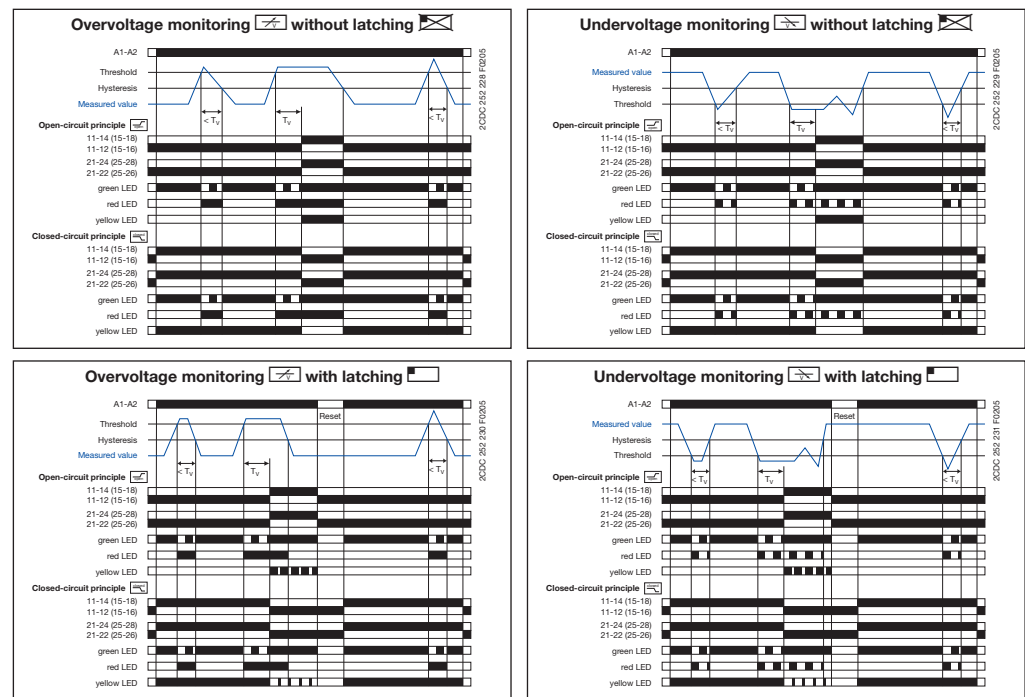 Overvoltage monitoring V without latching
A1-A2
Threshold
Hysteresis
Measured value
< Tv
Tv
< Tv
Open-circuit principle
11-14 (15-18)
11-12 (15-16)
21-24 (25-28)
21-22 (25-26)
green LED
red LED
yellow LED
Closed-circuit principle
11-14 (15-18)
11-12 (15-16)
21-24 (25-28)
21-22 (25-26)
green LED
red LED
yellow LED
2CDC 252 228 F0205
Undervoltage monitoring V without latching
A1-A2
Measured value
Hysteresis
Threshold
< Tv
Tv
< Tv
Open-circuit principle
11-14 (15-18)
11-12 (15-16)
21-24 (25-28)
21-22 (25-26)
green LED
red LED
yellow LED
Closed-circuit principle
11-14 (15-18)
11-12 (15-16)
21-24 (25-28)
21-22 (25-26)
green LED
red LED
yellow LED
2CDC 252 229 F0205
Overvoltage monitoring V with latching
A1-A2
Reset
Threshold
Hysteresis
Measured value
< Tv
Tv
< Tv
Open-circuit principle
11-14 (15-18)
11-12 (15-16)
21-24 (25-28)
21-22 (25-26)
green LED
red LED
yellow LED
Closed-circuit principle
11-14 (15-18)
11-12 (15-16)
21-24 (25-28)
21-22 (25-26)
green LED
red LED
yellow LED
2CDC 252 230 F0205
Undervoltage monitoring V with latching
A1-A2
Reset
Measured value
Hysteresis
Threshold
< Tv
Tv
< Tv
Open-circuit principle
11-14 (15-18)
11-12 (15-16)
21-24 (25-28)
21-22 (25-26)
green LED
red LED
yellow LED
Closed-circuit principle
11-14 (15-18)
11-12 (15-16)
21-24 (25-28)
21-22 (25-26)
green LED
red LED
yellow LED
2CDC 252 231 F0205